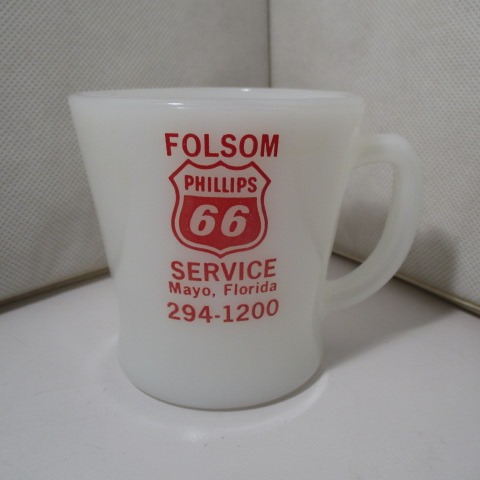 FOLSOM
PHILLIPS
66
SERVICE
Mayo, Florida
294-1200